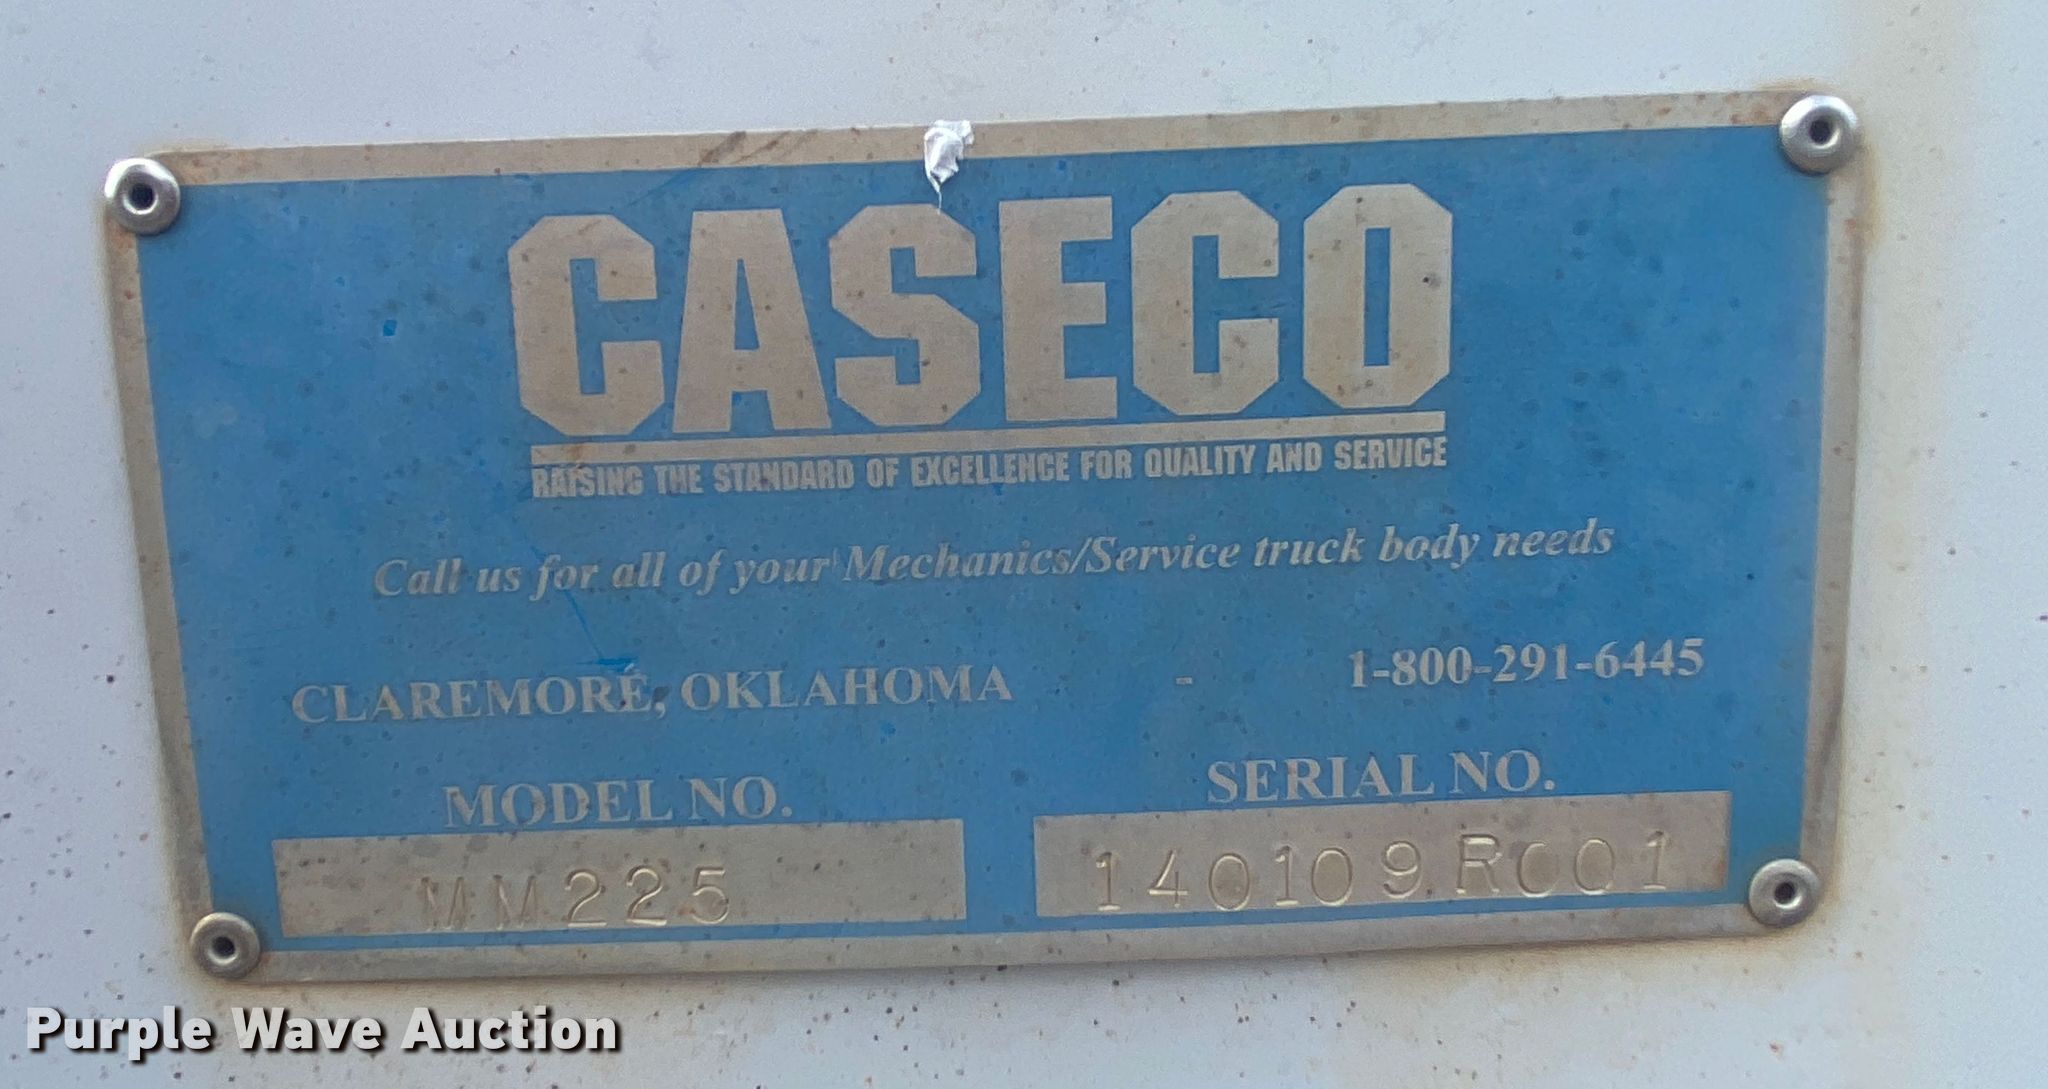 CASECO
RAISING THE STANDARD OF EXCELLENCE FOR QUALITY AND SERVICE
Call us for all of your Mechanics/Service truck body needs
CLAREMORE, OKLAHOMA - 1-800-291-6445
MODEL NO. SERIAL NO.
MM225 140109R001
Purple Wave Auction